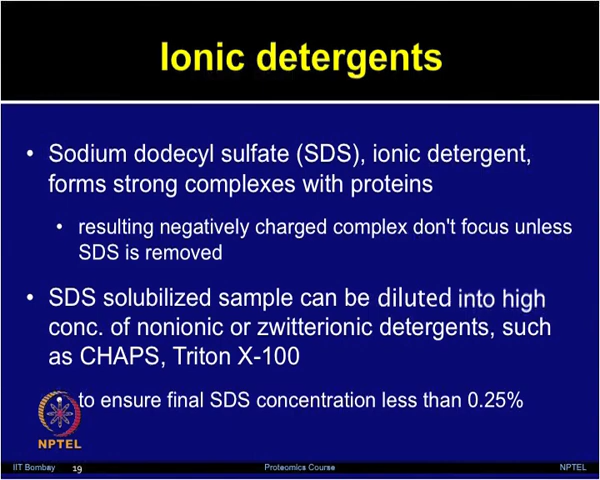 Ionic detergents
• Sodium dodecyl sulfate (SDS), ionic detergent,
forms strong complexes with proteins
• resulting negatively charged complex don't focus unless
SDS is removed
• SDS solubilized sample can be diluted into high
conc. of nonionic or zwitterionic detergents, such
as CHAPS, Triton X-100
to ensure final SDS concentration less than 0.25%
NPTEL
IIT Bombay 19 Proteomics Course NPTEL